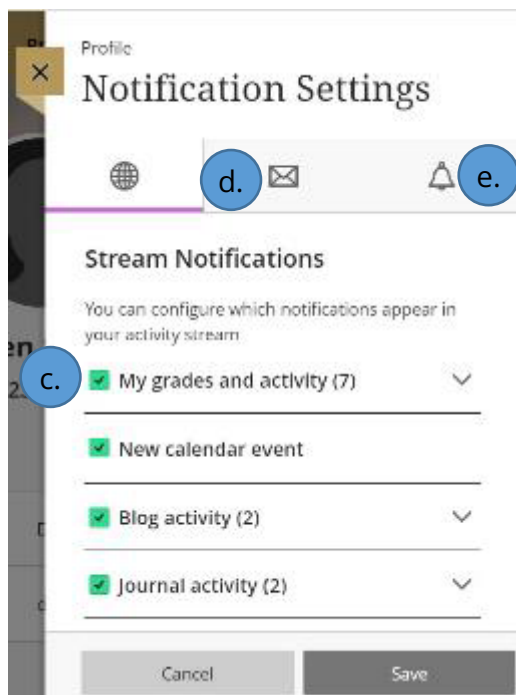 Profile
Notification Settings
d.
e.
Stream Notifications
You can configure which notifications appear in
your activity stream
c.
My grades and activity (7)
New calendar event
Blog activity (2)
Journal activity (2)
Cancel
Save